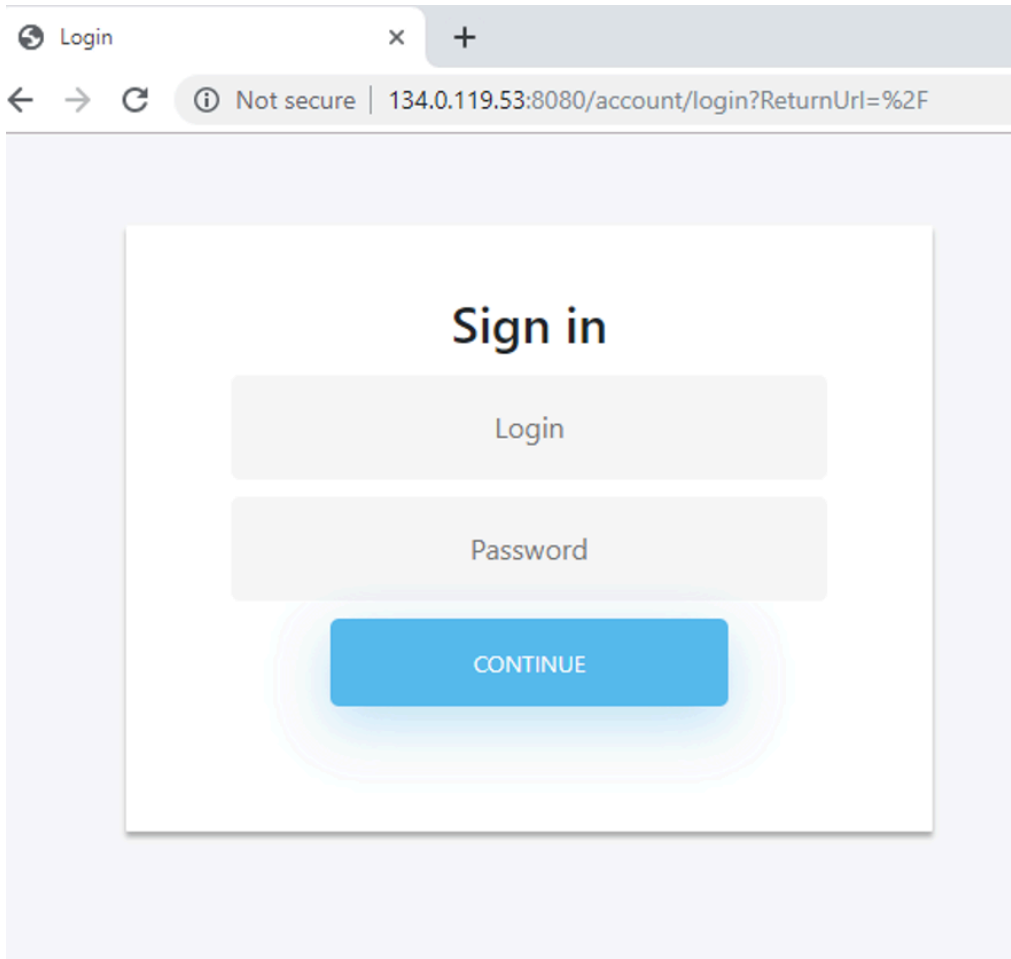 Login
Not secure 134.0.119.53:8080/account/login?ReturnUrl=%2F
Sign in
Login
Password
CONTINUE